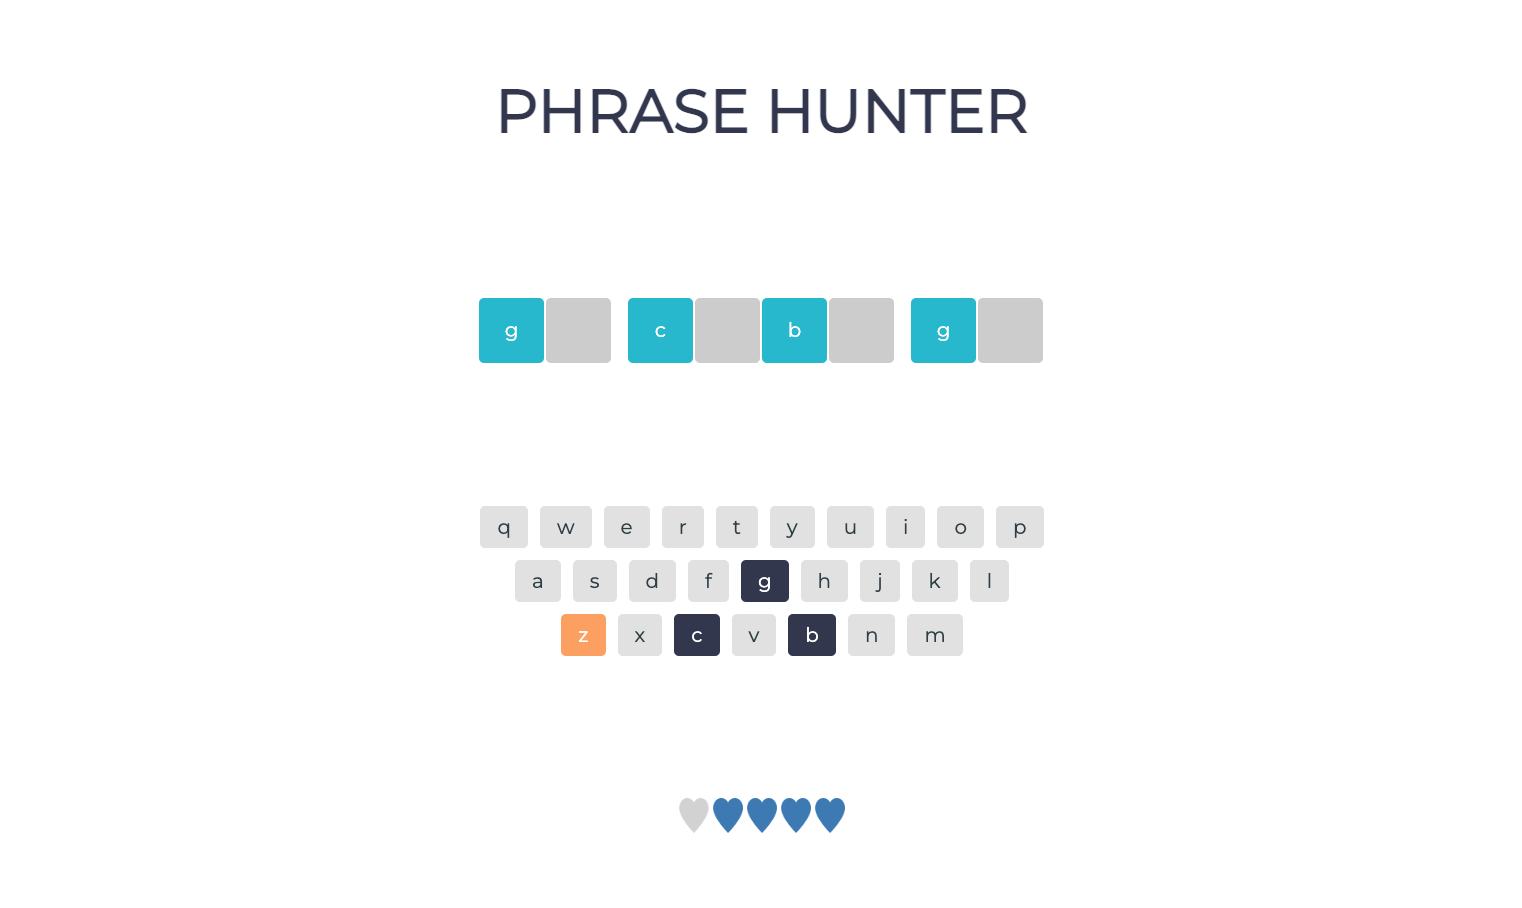 PHRASE HUNTER
g c b g
q w e r t y u i o p
a s d f g h j k l
z x c v b n m